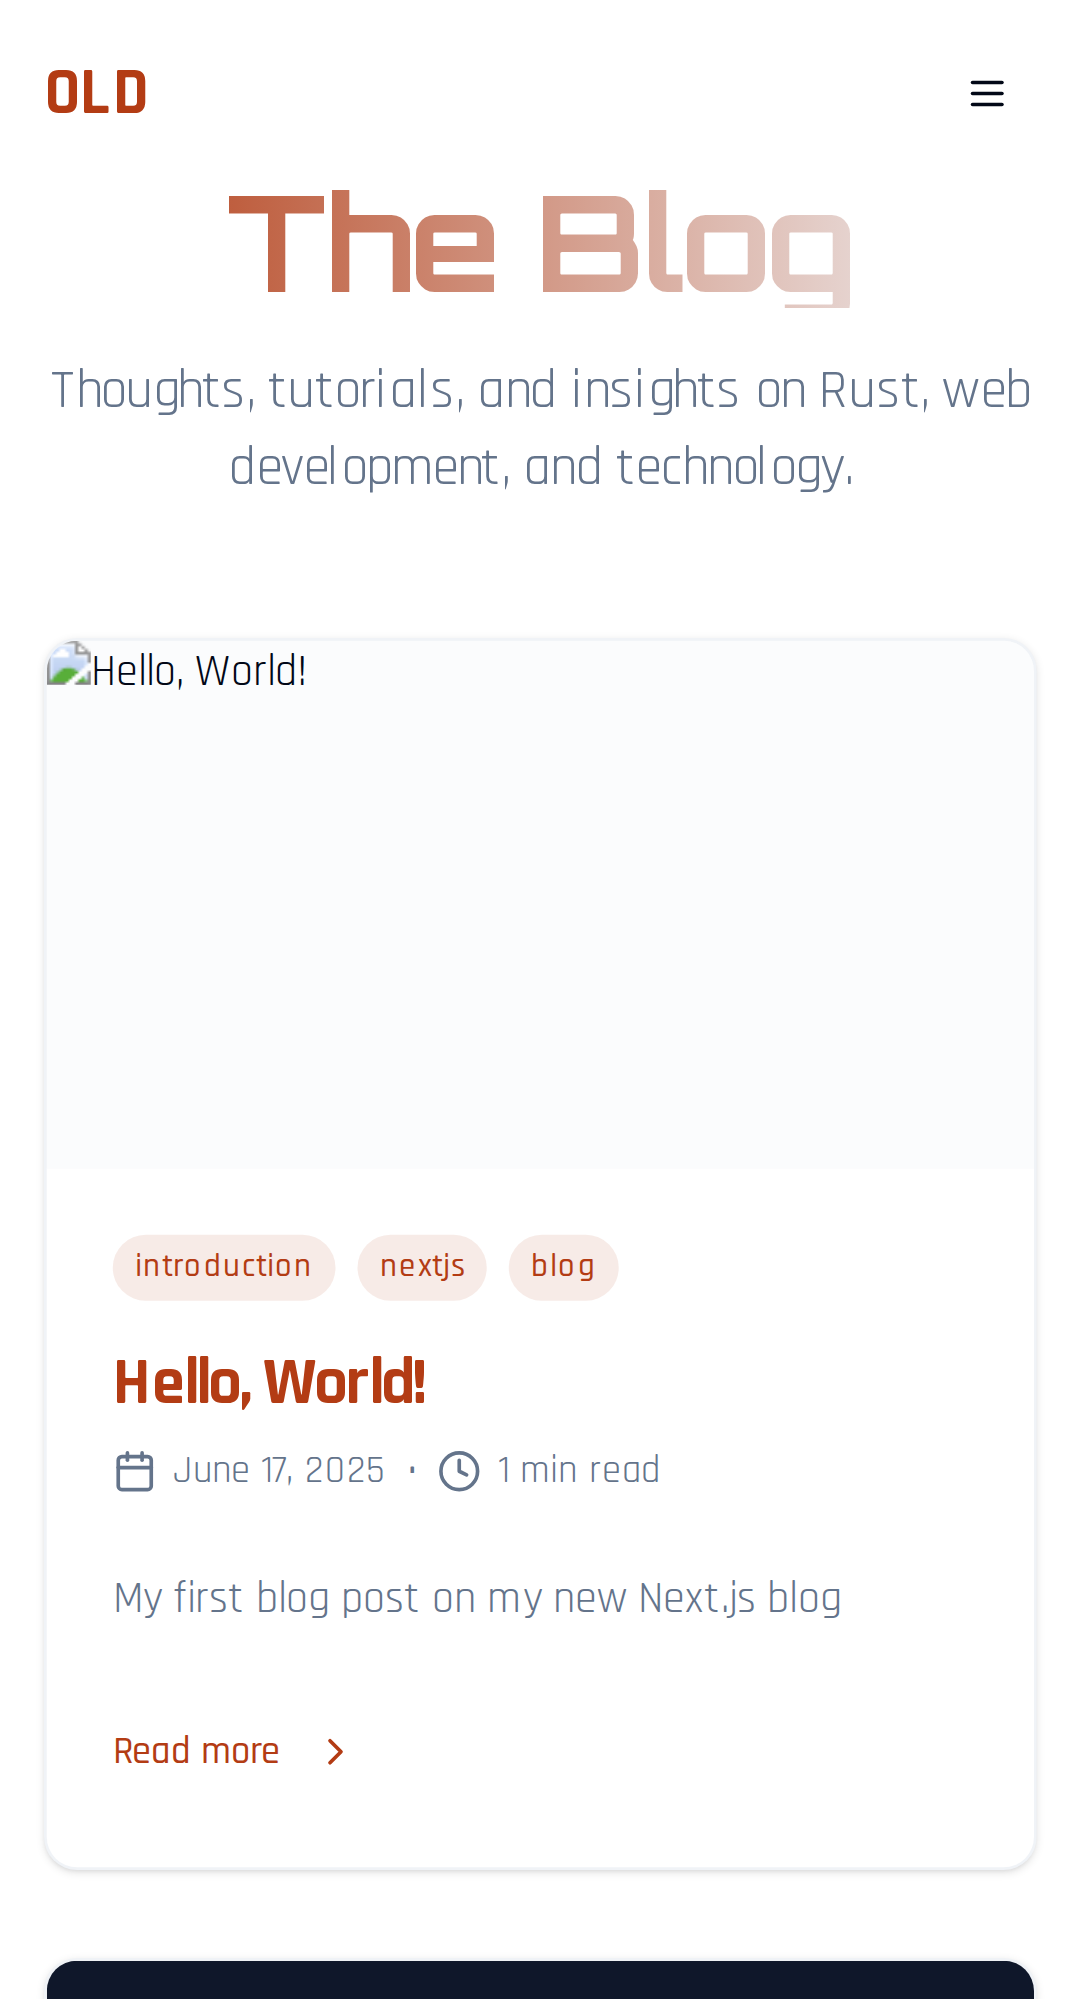 OLD
The Blog
Thoughts, tutorials, and insights on Rust, web
development, and technology.
Hello, World!
introduction nextjs blog
Hello, World!
June 17, 2025 · 1 min read
My first blog post on my new Next.js blog
Read more